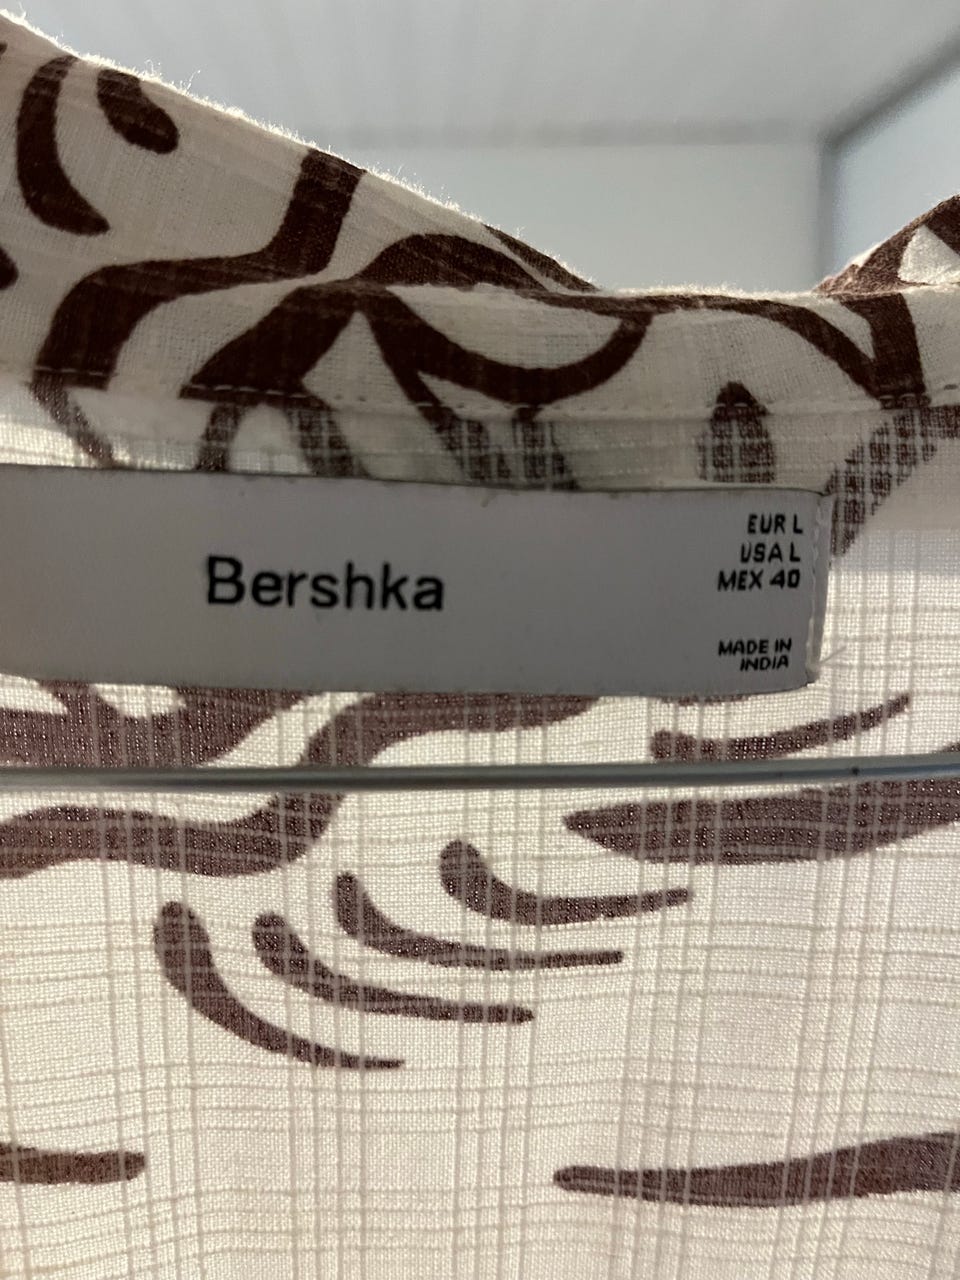 Bershka
EUR L
USA L
MEX 40
MADE IN
INDIA